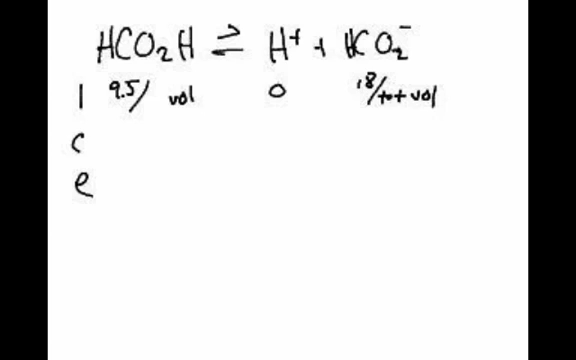 HCO₂H ⇌ H⁺ + HCO₂⁻
I 9.5/ vol 0 18/tot vol
C
e